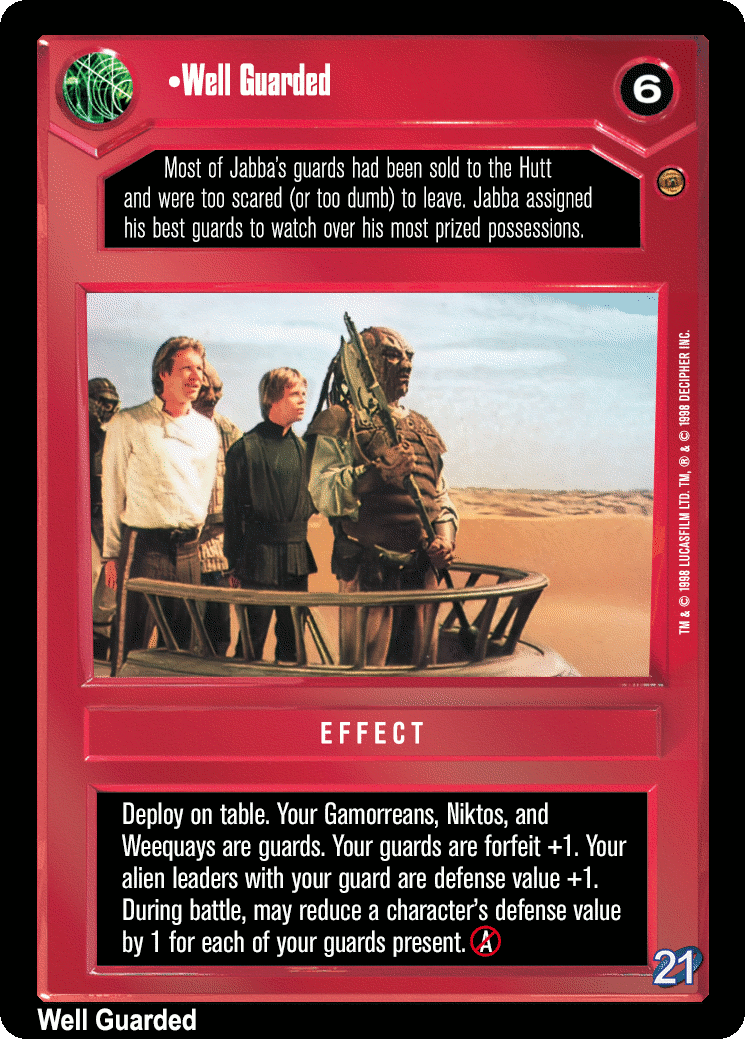 •Well Guarded
6
Most of Jabba's guards had been sold to the Hutt
and were too scared (or too dumb) to leave. Jabba assigned
his best guards to watch over his most prized possessions.
TM & © 1998 LUCASFILM LTD. TM, ® & © 1998 DECIPHER INC.
EFFECT
Deploy on table. Your Gamorreans, Niktos, and
Weequays are guards. Your guards are forfeit +1. Your
alien leaders with your guard are defense value +1.
During battle, may reduce a character's defense value
by 1 for each of your guards present. A
21
Well Guarded